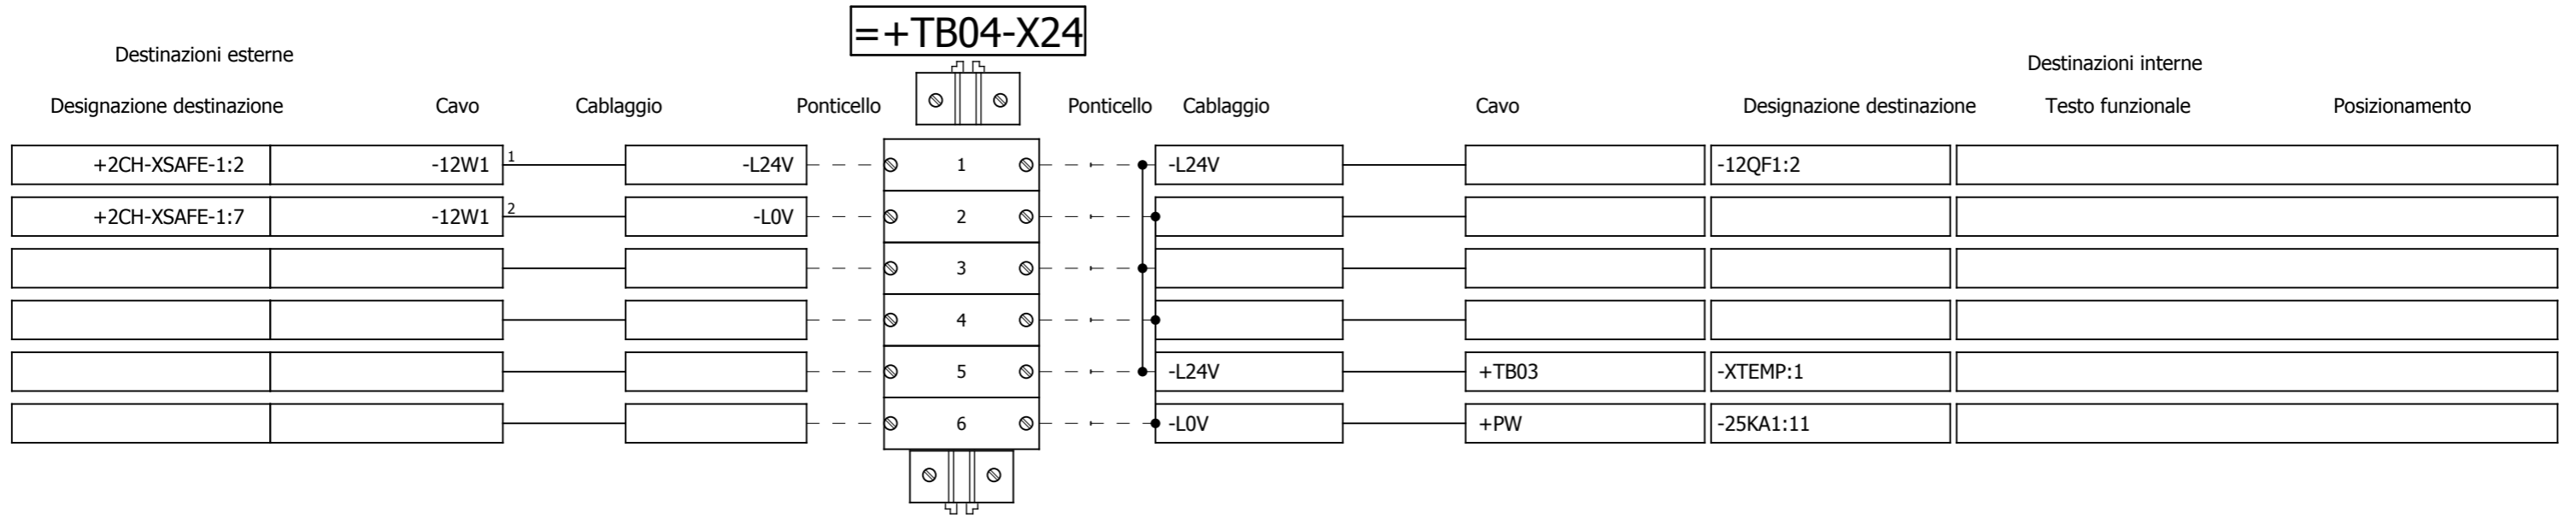 =+TB04-X24
Destinazioni esterne
Destinazioni interne
Designazione destinazione Cavo Cablaggio Ponticello Ponticello Cablaggio Cavo Designazione destinazione Testo funzionale Posizionamento
+2CH-XSAFE-1:2 -12W1 1 -L24V 1 -L24V -12QF1:2
+2CH-XSAFE-1:7 -12W1 2 -L0V 2
3
4
5 -L24V +TB03 -XTEMP:1
6 -L0V +PW -25KA1:11